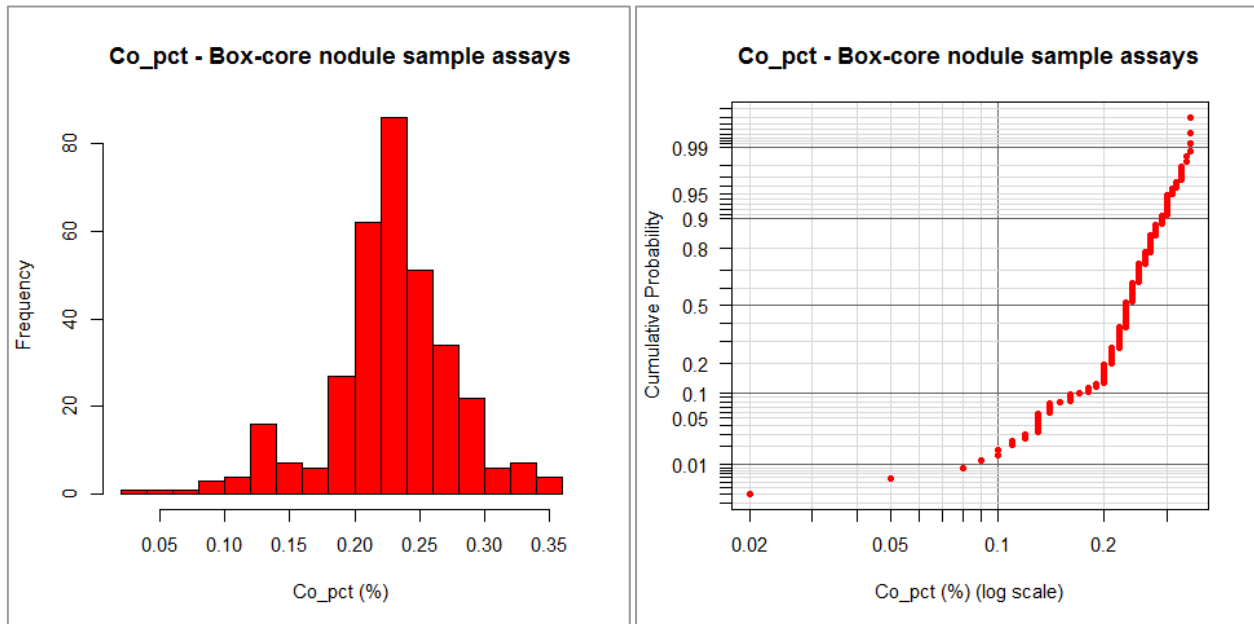 Co_pct - Box-core nodule sample assays
Frequency
80
60
40
20
0
0.05 0.10 0.15 0.20 0.25 0.30 0.35
Co_pct (%)
Co_pct - Box-core nodule sample assays
Cumulative Probability
0.99
0.95
0.9
0.8
0.5
0.2
0.1
0.05
0.01
0.02 0.05 0.1 0.2
Co_pct (%) (log scale)